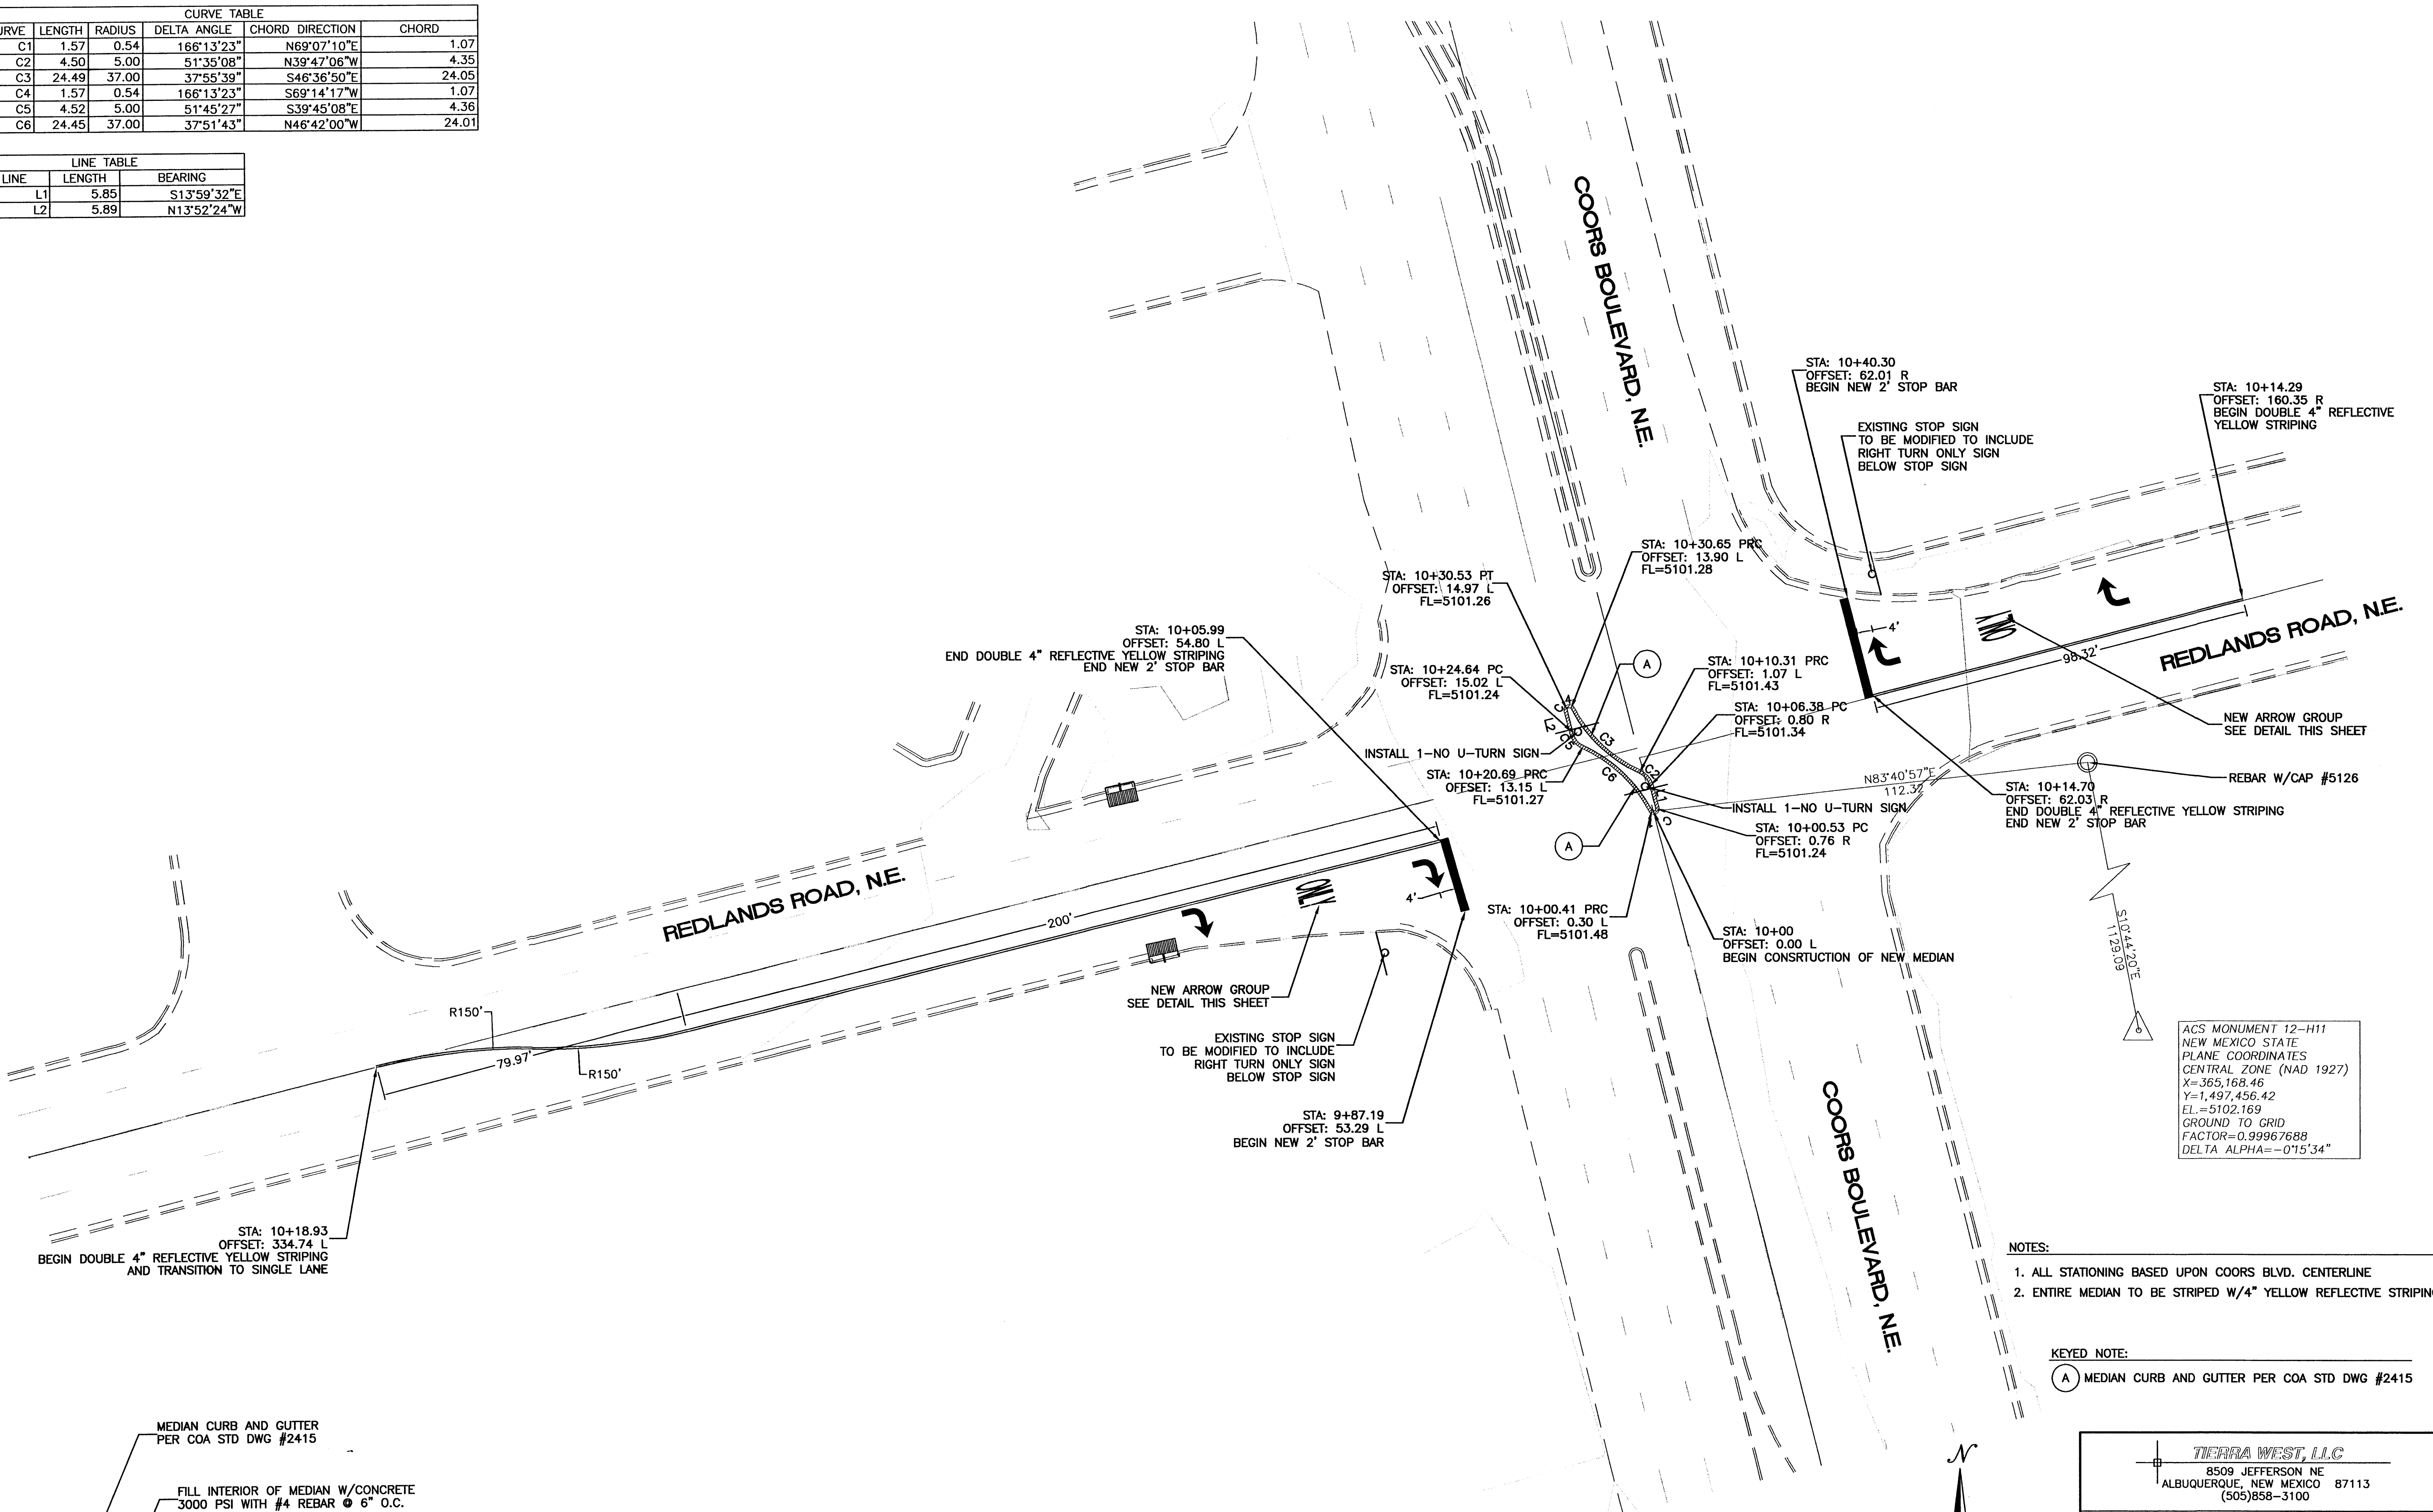 CURVE TABLE
URVE LENGTH RADIUS DELTA ANGLE CHORD DIRECTION CHORD
C1 1.57 0.54 166°13'23" N69°07'10"E 1.07
C2 4.50 5.00 51°35'08" N39°47'06"W 4.35
C3 24.49 37.00 37°55'39" S46°36'50"E 24.05
C4 1.57 0.54 166°13'23" S69°14'17"W 1.07
C5 4.52 5.00 51°45'27" S39°45'08"E 4.36
C6 24.45 37.00 37°51'43" N46°42'00"W 24.01
LINE TABLE
LINE LENGTH BEARING
L1 5.85 S13°59'32"E
L2 5.89 N13°52'24"W
COORS BOULEVARD, N.E.
STA: 10+40.30
OFFSET: 62.01 R
BEGIN NEW 2' STOP BAR
EXISTING STOP SIGN
TO BE MODIFIED TO INCLUDE
RIGHT TURN ONLY SIGN
BELOW STOP SIGN
STA: 10+14.29
OFFSET: 160.35 R
BEGIN DOUBLE 4" REFLECTIVE
YELLOW STRIPING
STA: 10+30.65 PRC
OFFSET: 13.90 L
FL=5101.28
STA: 10+30.53 PT
OFFSET: 14.97 L
FL=5101.26
STA: 10+05.99
OFFSET: 54.80 L
END DOUBLE 4" REFLECTIVE YELLOW STRIPING
END NEW 2' STOP BAR
STA: 10+24.64 PC
OFFSET: 15.02 L
FL=5101.24
A
STA: 10+10.31 PRC
OFFSET: 1.07 L
FL=5101.43
STA: 10+06.38 PC
OFFSET: 0.80 R
FL=5101.34
4'
ONLY
98.32'
REDLANDS ROAD, N.E.
NEW ARROW GROUP
SEE DETAIL THIS SHEET
L2
C5
C3
C6
C2
L1
INSTALL 1-NO U-TURN SIGN
STA: 10+20.69 PRC
OFFSET: 13.15 L
FL=5101.27
INSTALL 1-NO U-TURN SIGN
N83°40'57"E
112.32'
REBAR W/CAP #5126
STA: 10+14.70
OFFSET: 62.03 R
END DOUBLE 4" REFLECTIVE YELLOW STRIPING
END NEW 2' STOP BAR
STA: 10+00.53 PC
OFFSET: 0.76 R
FL=5101.24
A
REDLANDS ROAD, N.E.
ONLY
4'
200'
STA: 10+00.41 PRC
OFFSET: 0.30 L
FL=5101.48
STA: 10+00
OFFSET: 0.00 L
BEGIN CONSRTUCTION OF NEW MEDIAN
S10°44'20"E
1129.09
NEW ARROW GROUP
SEE DETAIL THIS SHEET
R150'
79.97'
R150'
EXISTING STOP SIGN
TO BE MODIFIED TO INCLUDE
RIGHT TURN ONLY SIGN
BELOW STOP SIGN
STA: 9+87.19
OFFSET: 53.29 L
BEGIN NEW 2' STOP BAR
ACS MONUMENT 12-H11
NEW MEXICO STATE
PLANE COORDINATES
CENTRAL ZONE (NAD 1927)
X=365,168.46
Y=1,497,456.42
EL.=5102.169
GROUND TO GRID
FACTOR=0.99967688
DELTA ALPHA=-0°15'34"
COORS BOULEVARD, N.E.
STA: 10+18.93
OFFSET: 334.74 L
BEGIN DOUBLE 4" REFLECTIVE YELLOW STRIPING
AND TRANSITION TO SINGLE LANE
NOTES:
1. ALL STATIONING BASED UPON COORS BLVD. CENTERLINE
2. ENTIRE MEDIAN TO BE STRIPED W/4" YELLOW REFLECTIVE STRIPING
KEYED NOTE:
A MEDIAN CURB AND GUTTER PER COA STD DWG #2415
MEDIAN CURB AND GUTTER
PER COA STD DWG #2415
FILL INTERIOR OF MEDIAN W/CONCRETE
3000 PSI WITH #4 REBAR @ 6" O.C.
N
TIERRA WEST, LLC
8509 JEFFERSON NE
ALBUQUERQUE, NEW MEXICO 87113
(505)858-3100